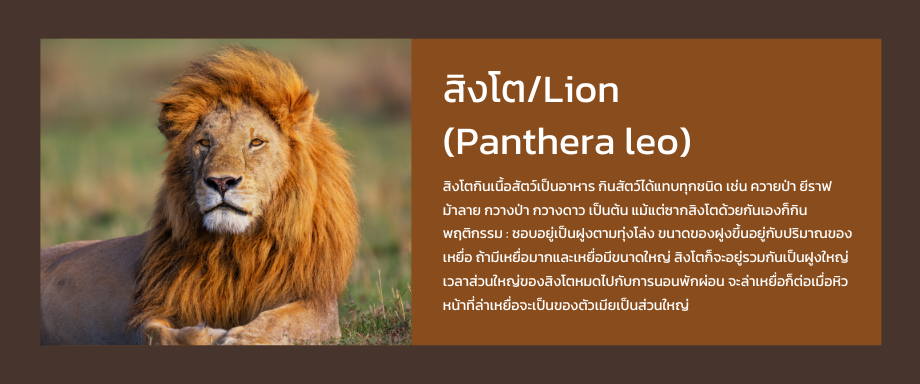 สิงโต/Lion
(Panthera leo)
สิงโตกินเนื้อสัตว์เป็นอาหาร กินสัตว์ได้แทบทุกชนิด เช่น ควายป่า ยีราฟ
ม้าลาย กวางป่า กวางดาว เป็นต้น แม้แต่ซากสิงโตด้วยกันเองก็กิน
พฤติกรรม : ชอบอยู่เป็นฝูงตามทุ่งโล่ง ขนาดของฝูงขึ้นอยู่กับปริมาณของ
เหยื่อ ถ้ามีเหยื่อมากและเหยื่อมีขนาดใหญ่ สิงโตก็จะอยู่รวมกันเป็นฝูงใหญ่
เวลาส่วนใหญ่ของสิงโตหมดไปกับการนอนพักผ่อน จะล่าเหยื่อก็ต่อเมื่อหิว
หน้าที่ล่าเหยื่อจะเป็นของตัวเมียเป็นส่วนใหญ่